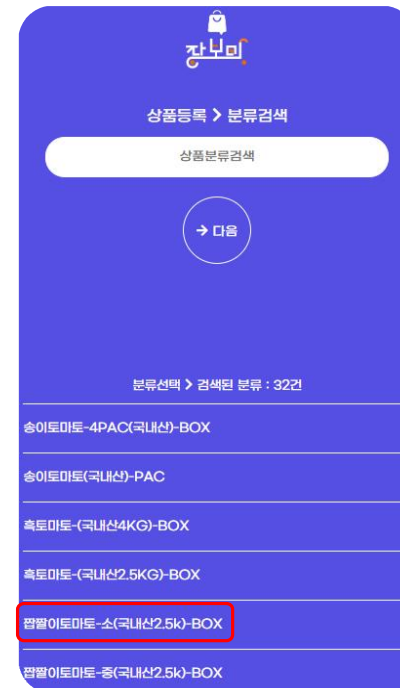 장보미
상품등록 > 분류검색
상품분류검색
→ 다음
분류선택 > 검색된 분류 : 32건
송이토마토-4PAC(국내산)-BOX
송이토마토(국내산)-PAC
흑토마토-(국내산4KG)-BOX
흑토마토-(국내산2.5KG)-BOX
짭짤이토마토-소(국내산2.5k)-BOX
짭짤이토마토-중(국내산2.5k)-BOX